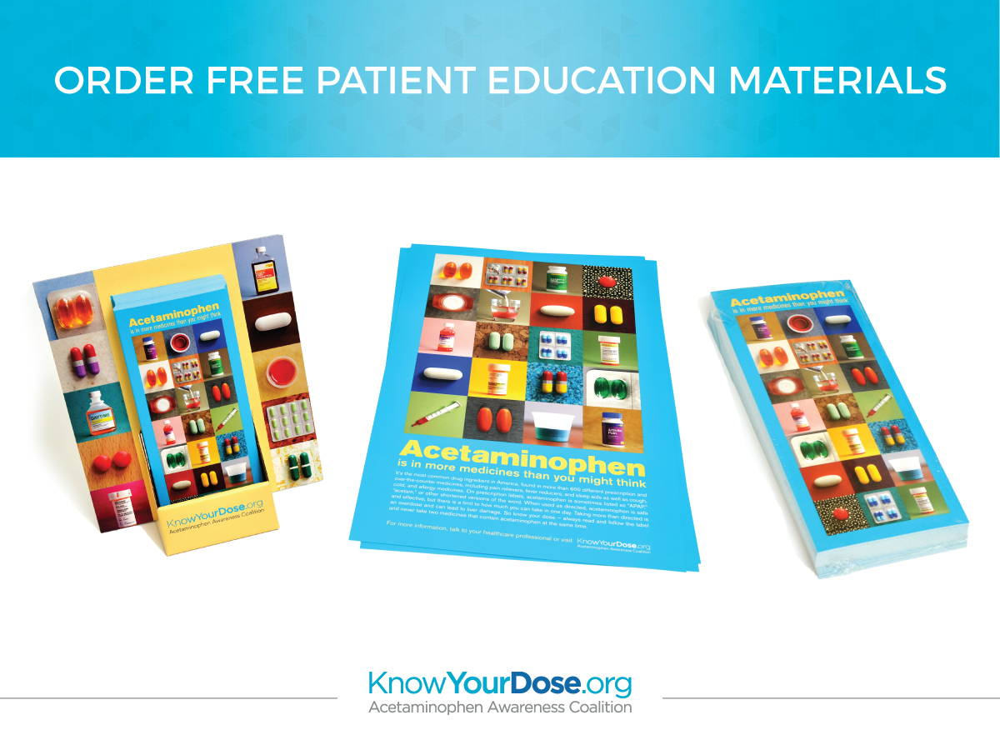 ORDER FREE PATIENT EDUCATION MATERIALS
Acetaminophen
is in more medicines than you might think
DAYTIME
KnowYourDose.org
Acetaminophen Awareness Coalition
Arthritis
Pain
Acetaminophen
is in more medicines than you might think
It's the most common drug ingredient in America, found in more than 600 different prescription and
over-the-counter medicines, including pain relievers, fever reducers, and sleep aids as well as cough,
cold, and allergy medicines. On prescription labels, acetaminophen is sometimes listed as "APAP,"
"acetam," or other shortened versions of the word. When used as directed, acetaminophen is safe
and effective, but there is a limit to how much you can take in one day. Taking more than directed is
an overdose and can lead to liver damage. So know your dose – always read and follow the label
and never take two medicines that contain acetaminophen at the same time.
For more information, talk to your healthcare professional or visit KnowYourDose.org
Acetaminophen Awareness Coalition
Acetaminophen
is in more medicines than you might think
KnowYourDose.org
Acetaminophen Awareness Coalition